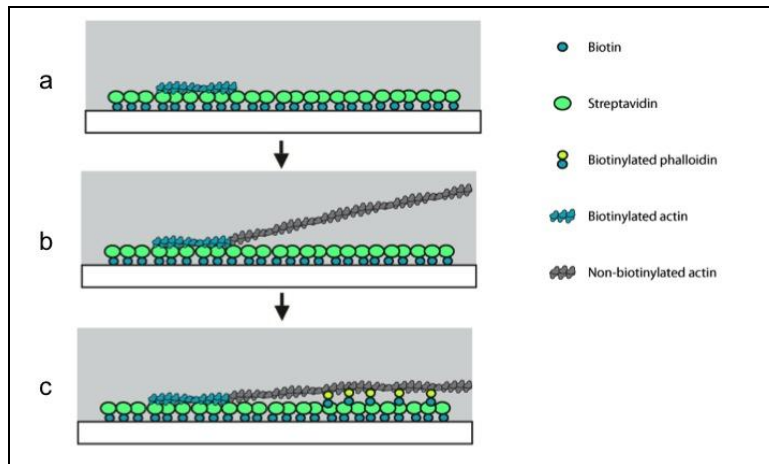 a
b
c
Biotin
Streptavidin
Biotinylated phalloidin
Biotinylated actin
Non-biotinylated actin